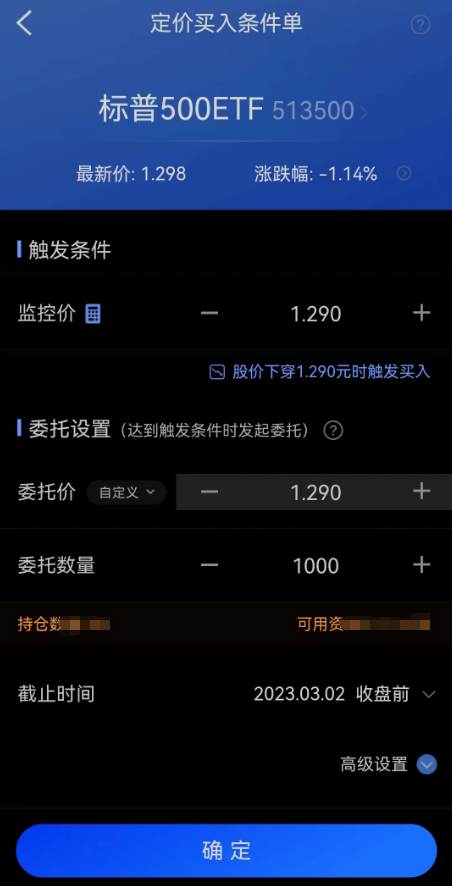 定价买入条件单
标普500ETF 513500
最新价: 1.298 涨跌幅: -1.14%
触发条件
监控价 1.290
股价下穿1.290元时触发买入
委托设置（达到触发条件时发起委托）
委托价 自定义 1.290
委托数量 1000
持仓数 可用资
截止时间 2023.03.02 收盘前
高级设置
确定